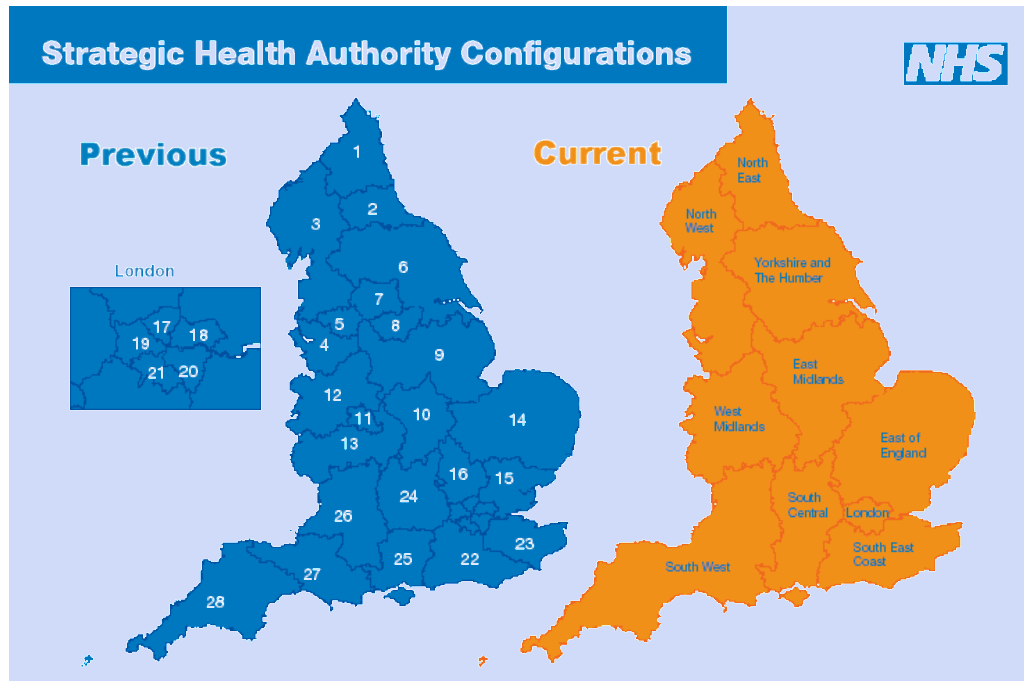 Strategic Health Authority Configurations
NHS
Previous
Current
London
1
2
3
6
7
5
8
4
9
12
11
10
13
14
16
15
24
26
25
22
23
27
28
17
18
19
21
20
North
East
North
West
Yorkshire and
The Humber
East
Midlands
West
Midlands
East of
England
South
Central
London
South East
Coast
South West